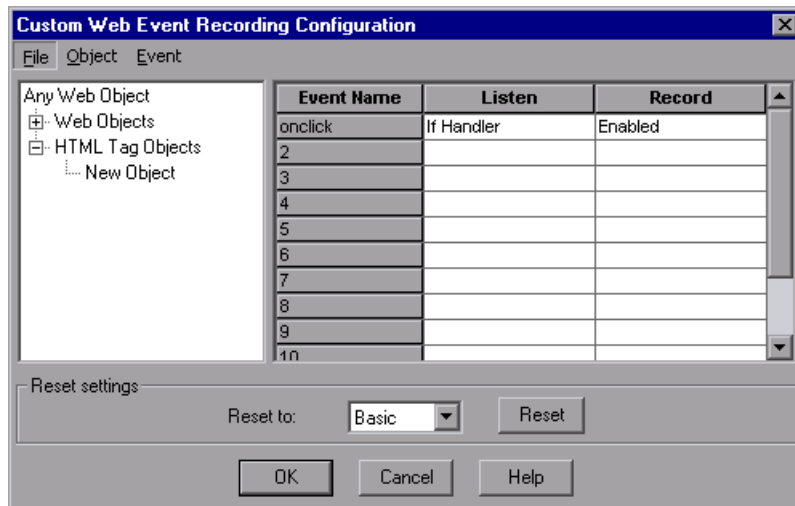 Custom Web Event Recording Configuration
File Object Event
Any Web Object
Web Objects
HTML Tag Objects
New Object
Event Name Listen Record
onclick If Handler Enabled
2
3
4
5
6
7
8
9
10
Reset settings
Reset to: Basic Reset
OK Cancel Help